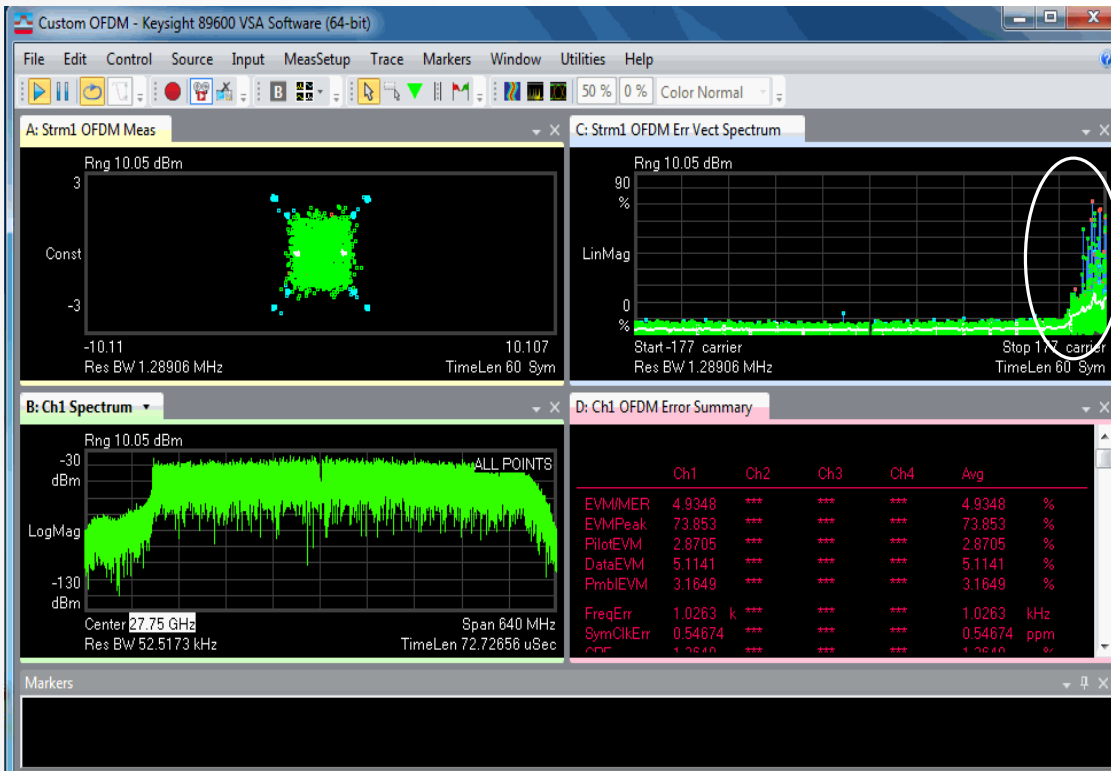 Custom OFDM - Keysight 89600 VSA Software (64-bit)
File Edit Control Source Input MeasSetup Trace Markers Window Utilities Help
B 50 % 0 % Color Normal
A: Strm1 OFDM Meas
Rng 10.05 dBm
3
Const
-3
-10.11 10.107
Res BW 1.28906 MHz TimeLen 60 Sym
C: Strm1 OFDM Err Vect Spectrum
Rng 10.05 dBm
90
%
LinMag
0
%
Start -177 carrier Stop 177 carrier
Res BW 1.28906 MHz TimeLen 60 Sym
B: Ch1 Spectrum
Rng 10.05 dBm
-30
dBm
ALL POINTS
LogMag
-130
dBm
Center 27.75 GHz Span 640 MHz
Res BW 52.5173 kHz TimeLen 72.72656 uSec
D: Ch1 OFDM Error Summary
Ch1 Ch2 Ch3 Ch4 Avg
EVM/MER 4.9348 *** *** *** 4.9348 %
EVMPeak 73.853 *** *** *** 73.853 %
PilotEVM 2.8705 *** *** *** 2.8705 %
DataEVM 5.1141 *** *** *** 5.1141 %
PmblEVM 3.1649 *** *** *** 3.1649 %
FreqErr 1.0263 k *** *** *** 1.0263 kHz
SymClkErr 0.54674 *** *** *** 0.54674 ppm
Markers